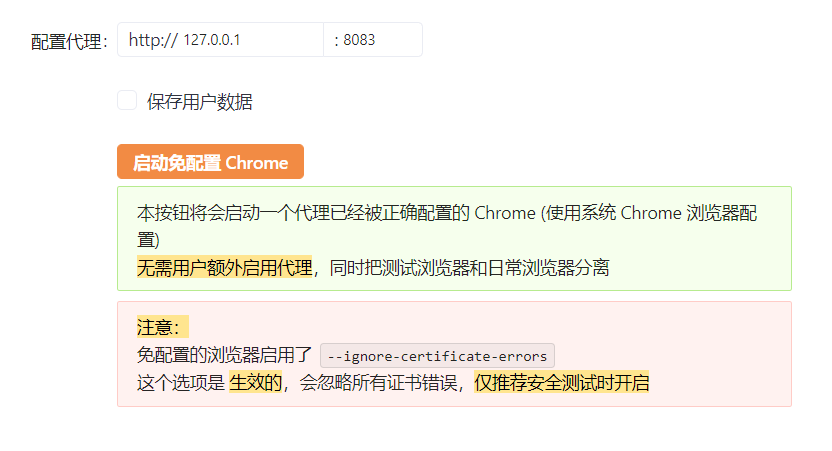 配置代理： http:// 127.0.0.1 : 8083
保存用户数据
启动免配置 Chrome
本按钮将会启动一个代理已经被正确配置的 Chrome (使用系统 Chrome 浏览器配
置)
无需用户额外启用代理，同时把测试浏览器和日常浏览器分离
注意：
免配置的浏览器启用了 --ignore-certificate-errors
这个选项是 生效的，会忽略所有证书错误，仅推荐安全测试时开启